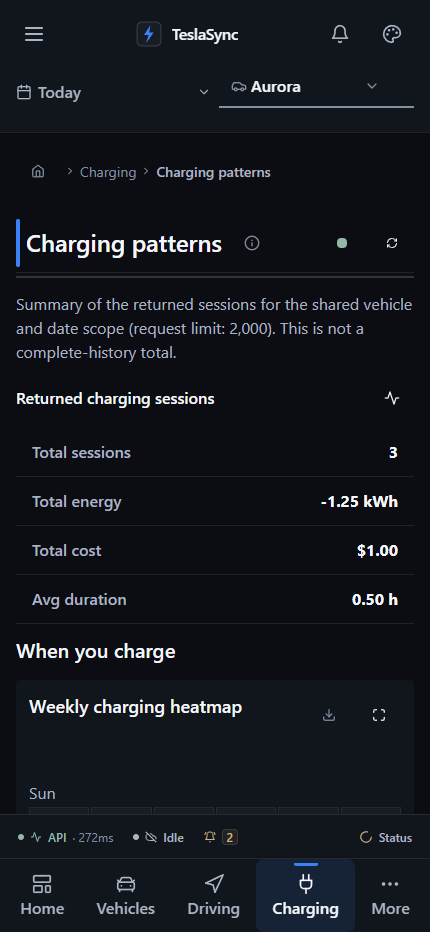 TeslaSync
Today
Aurora
Charging
Charging patterns
Charging patterns
Summary of the returned sessions for the shared vehicle
and date scope (request limit: 2,000). This is not a
complete-history total.
Returned charging sessions
Total sessions 3
Total energy -1.25 kWh
Total cost $1.00
Avg duration 0.50 h
When you charge
Weekly charging heatmap
Sun
API · 272ms Idle 2 Status
Home Vehicles Driving Charging More